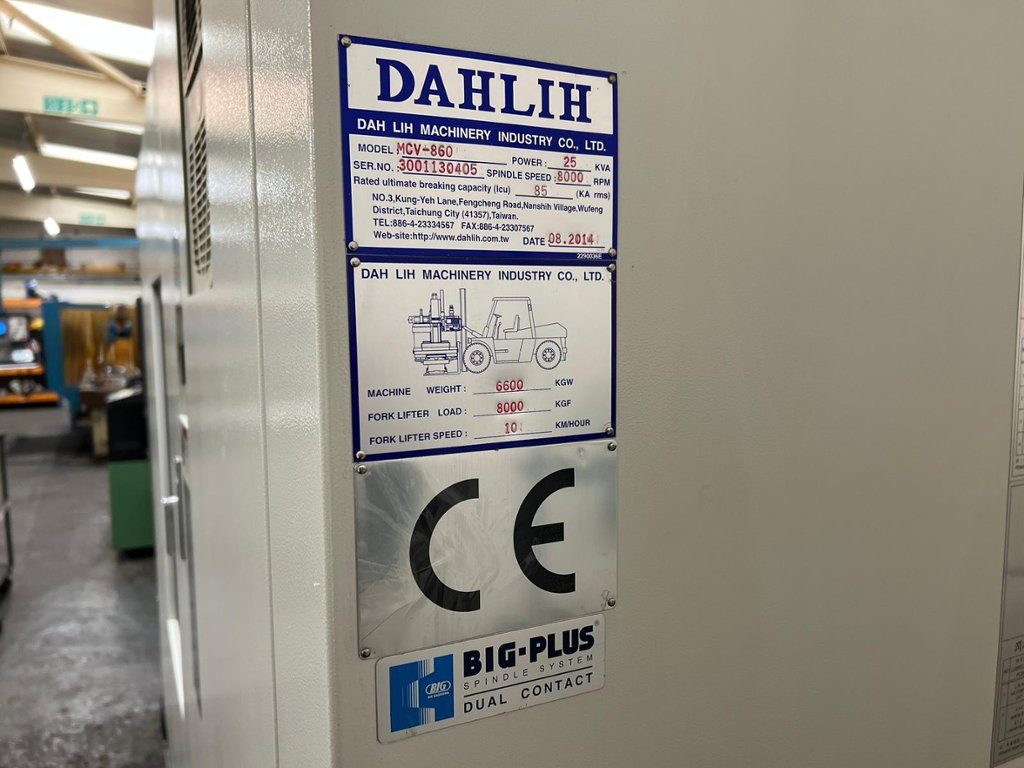 DAHLIH
DAH LIH MACHINERY INDUSTRY CO., LTD.
MODEL MCV-860 POWER: 25 KVA
SER.NO. 3001130405 SPINDLE SPEED: 8000 RPM
Rated ultimate breaking capacity (Icu) 85 (KA rms)
NO.3,Kung-Yeh Lane,Fengcheng Road,Nanshih Village,Wufeng
District,Taichung City (41357),Taiwan.
TEL:886-4-23334567 FAX:886-4-23307567
Web-site:http://www.dahlih.com.tw DATE 08.2014
2290036E
DAH LIH MACHINERY INDUSTRY CO., LTD.
MACHINE WEIGHT: 6600 KGW
FORK LIFTER LOAD: 8000 KGF
FORK LIFTER SPEED: 10 KM/HOUR
CE
BIG
BIG-PLUS®
SPINDLE SYSTEM
DUAL CONTACT